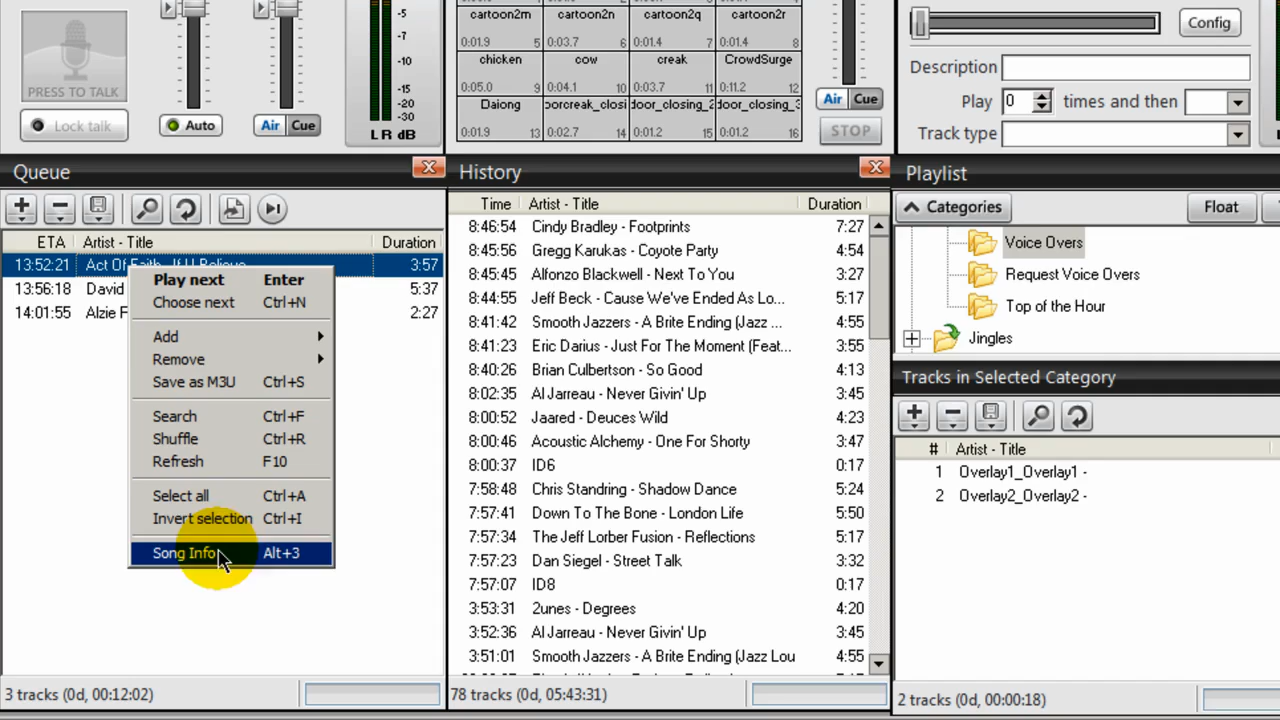 PRESS TO TALK
Lock talk
Auto
Air Cue
-5
-7
-10
-15
-20
-30
L R dB
cartoon2m cartoon2n cartoon2q cartoon2r
0:01.9 5 0:03.7 6 0:01.4 7 0:01.4 8
chicken cow creak CrowdSurge
0:05.0 9 0:04.1 10 0:03.7 11 0:11.2 12
Daiong oorcreak_closi door_closing_2 door_closing_3
0:01.9 13 0:02.7 14 0:01.2 15 0:01.2 16
Air Cue
STOP
Config
Description
Play 0 times and then
Track type
Queue
ETA Artist - Title Duration
13:52:21 Act Of Faith - If U Believe 3:57
13:56:18 David 5:37
14:01:55 Alzie F 2:27
Play next Enter
Choose next Ctrl+N
Add
Remove
Save as M3U Ctrl+S
Search Ctrl+F
Shuffle Ctrl+R
Refresh F10
Select all Ctrl+A
Invert selection Ctrl+I
Song Info Alt+3
3 tracks (0d, 00:12:02)
History
Time Artist - Title Duration
8:46:54 Cindy Bradley - Footprints 7:27
8:45:56 Gregg Karukas - Coyote Party 4:54
8:45:45 Alfonzo Blackwell - Next To You 3:27
8:44:55 Jeff Beck - Cause We've Ended As Lo... 5:17
8:41:42 Smooth Jazzers - A Brite Ending (Jazz ... 4:55
8:41:23 Eric Darius - Just For The Moment (Feat... 3:55
8:40:26 Brian Culbertson - So Good 4:13
8:02:35 Al Jarreau - Never Givin' Up 3:45
8:00:52 Jaared - Deuces Wild 4:23
8:00:46 Acoustic Alchemy - One For Shorty 3:47
8:00:37 ID6 0:17
7:58:48 Chris Standring - Shadow Dance 5:24
7:57:41 Down To The Bone - London Life 5:50
7:57:34 The Jeff Lorber Fusion - Reflections 5:17
7:57:23 Dan Siegel - Street Talk 3:32
7:57:07 ID8 0:17
3:53:31 2unes - Degrees 4:20
3:52:36 Al Jarreau - Never Givin' Up 3:45
3:51:01 Smooth Jazzers - A Brite Ending (Jazz Lou 4:55
78 tracks (0d, 05:43:31)
Playlist
Categories Float
Voice Overs
Request Voice Overs
Top of the Hour
Jingles
Tracks in Selected Category
# Artist - Title
1 Overlay1_Overlay1 -
2 Overlay2_Overlay2 -
2 tracks (0d, 00:00:18)